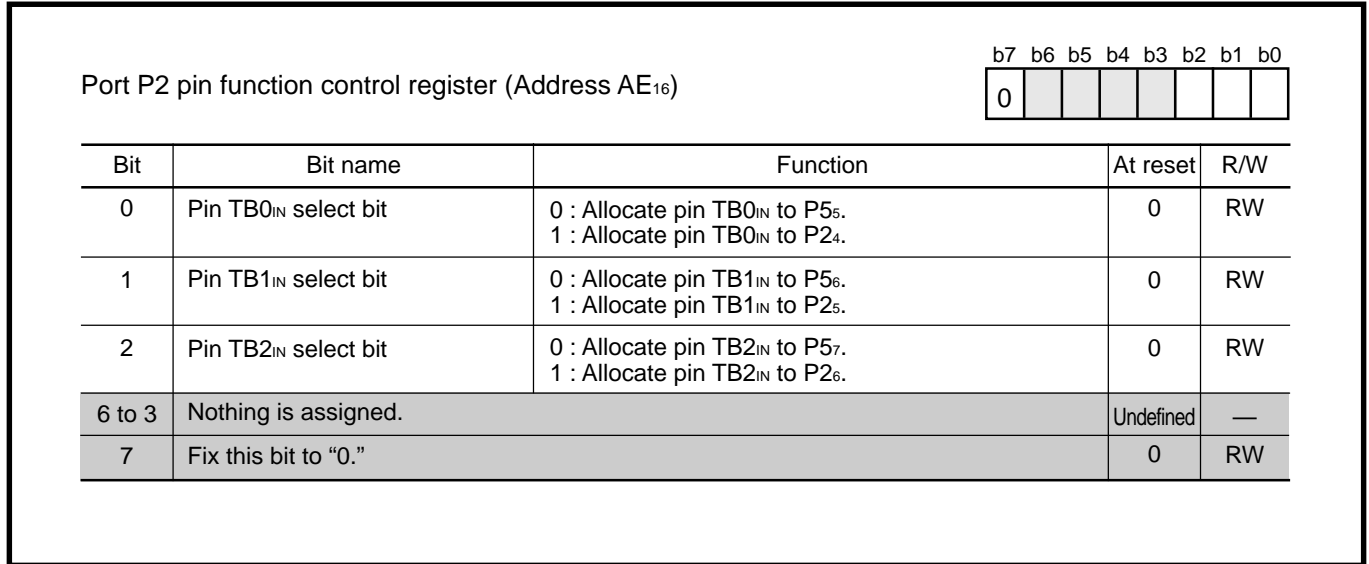 b7 b6 b5 b4 b3 b2 b1 b0
Port P2 pin function control register (Address AE16)
0
Bit Bit name Function At reset R/W
0 Pin TB0IN select bit 0 : Allocate pin TB0IN to P55. 0 RW
1 : Allocate pin TB0IN to P24.
1 Pin TB1IN select bit 0 : Allocate pin TB1IN to P56. 0 RW
1 : Allocate pin TB1IN to P25.
2 Pin TB2IN select bit 0 : Allocate pin TB2IN to P57. 0 RW
1 : Allocate pin TB2IN to P26.
6 to 3 Nothing is assigned. Undefined —
7 Fix this bit to “0.” 0 RW